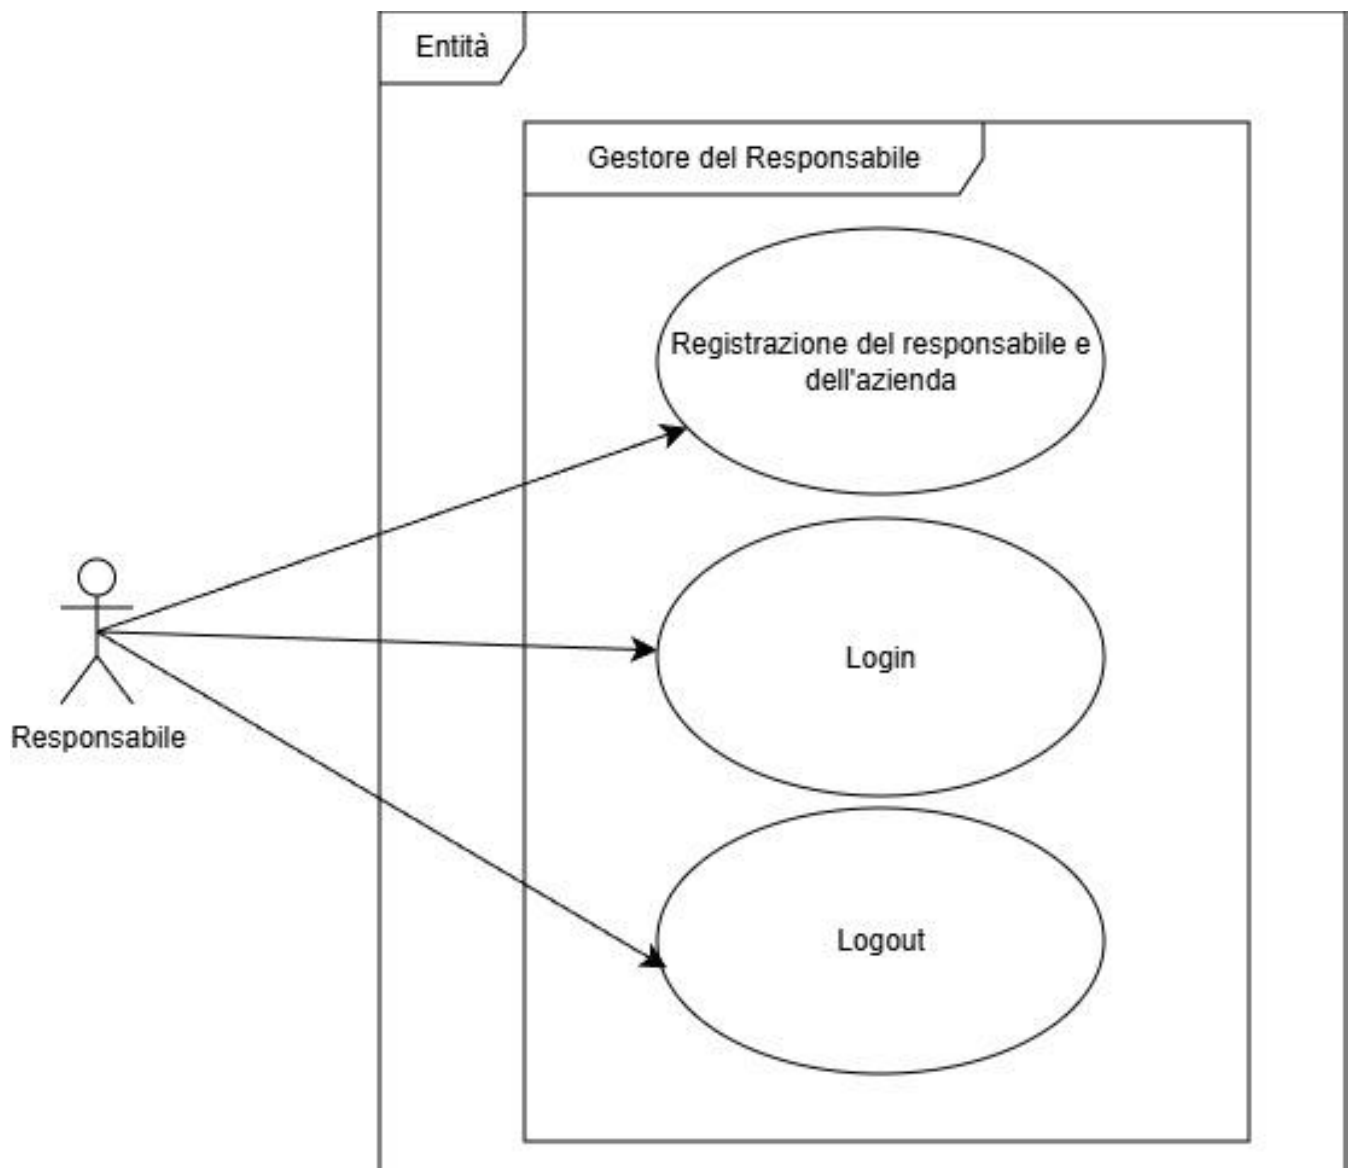 Entità
Gestore del Responsabile
Registrazione del responsabile e
dell'azienda
Login
Responsabile
Logout